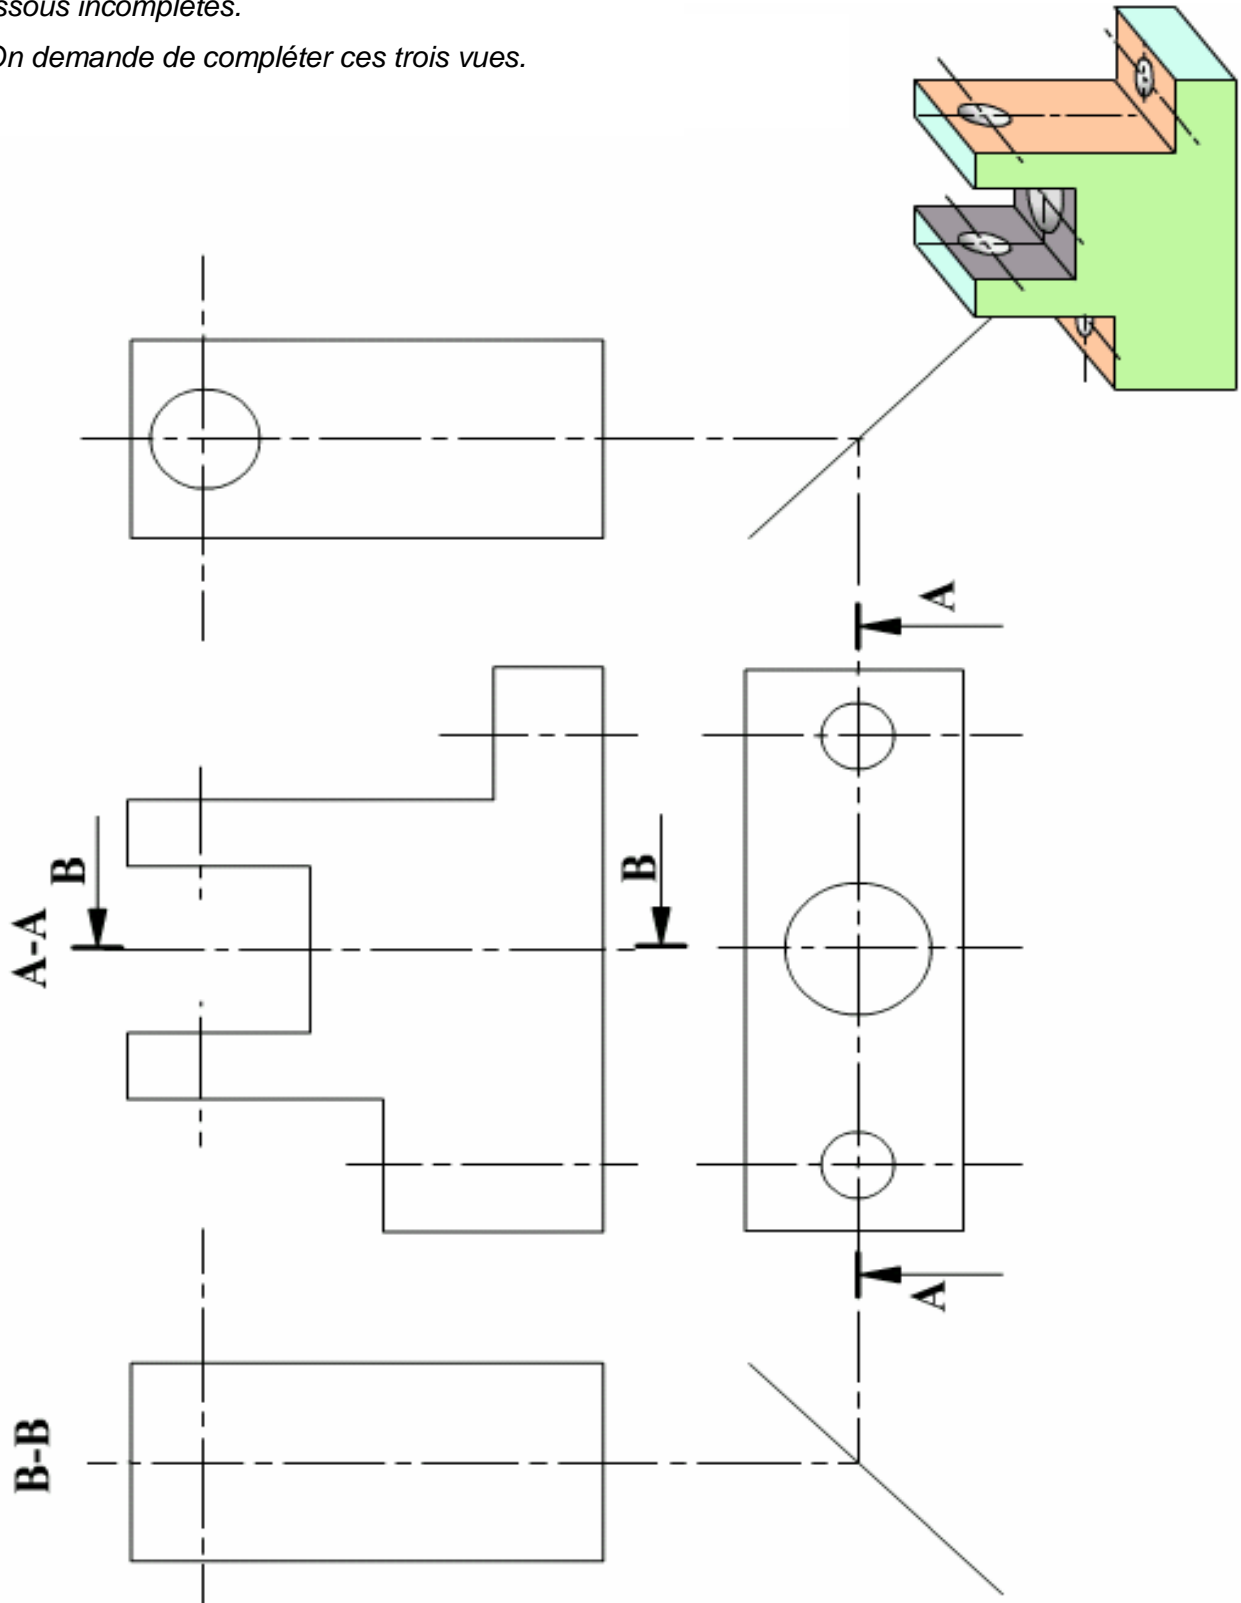 ssous incomplètes.
On demande de compléter ces trois vues.
A
B
B
A-A
A
B-B